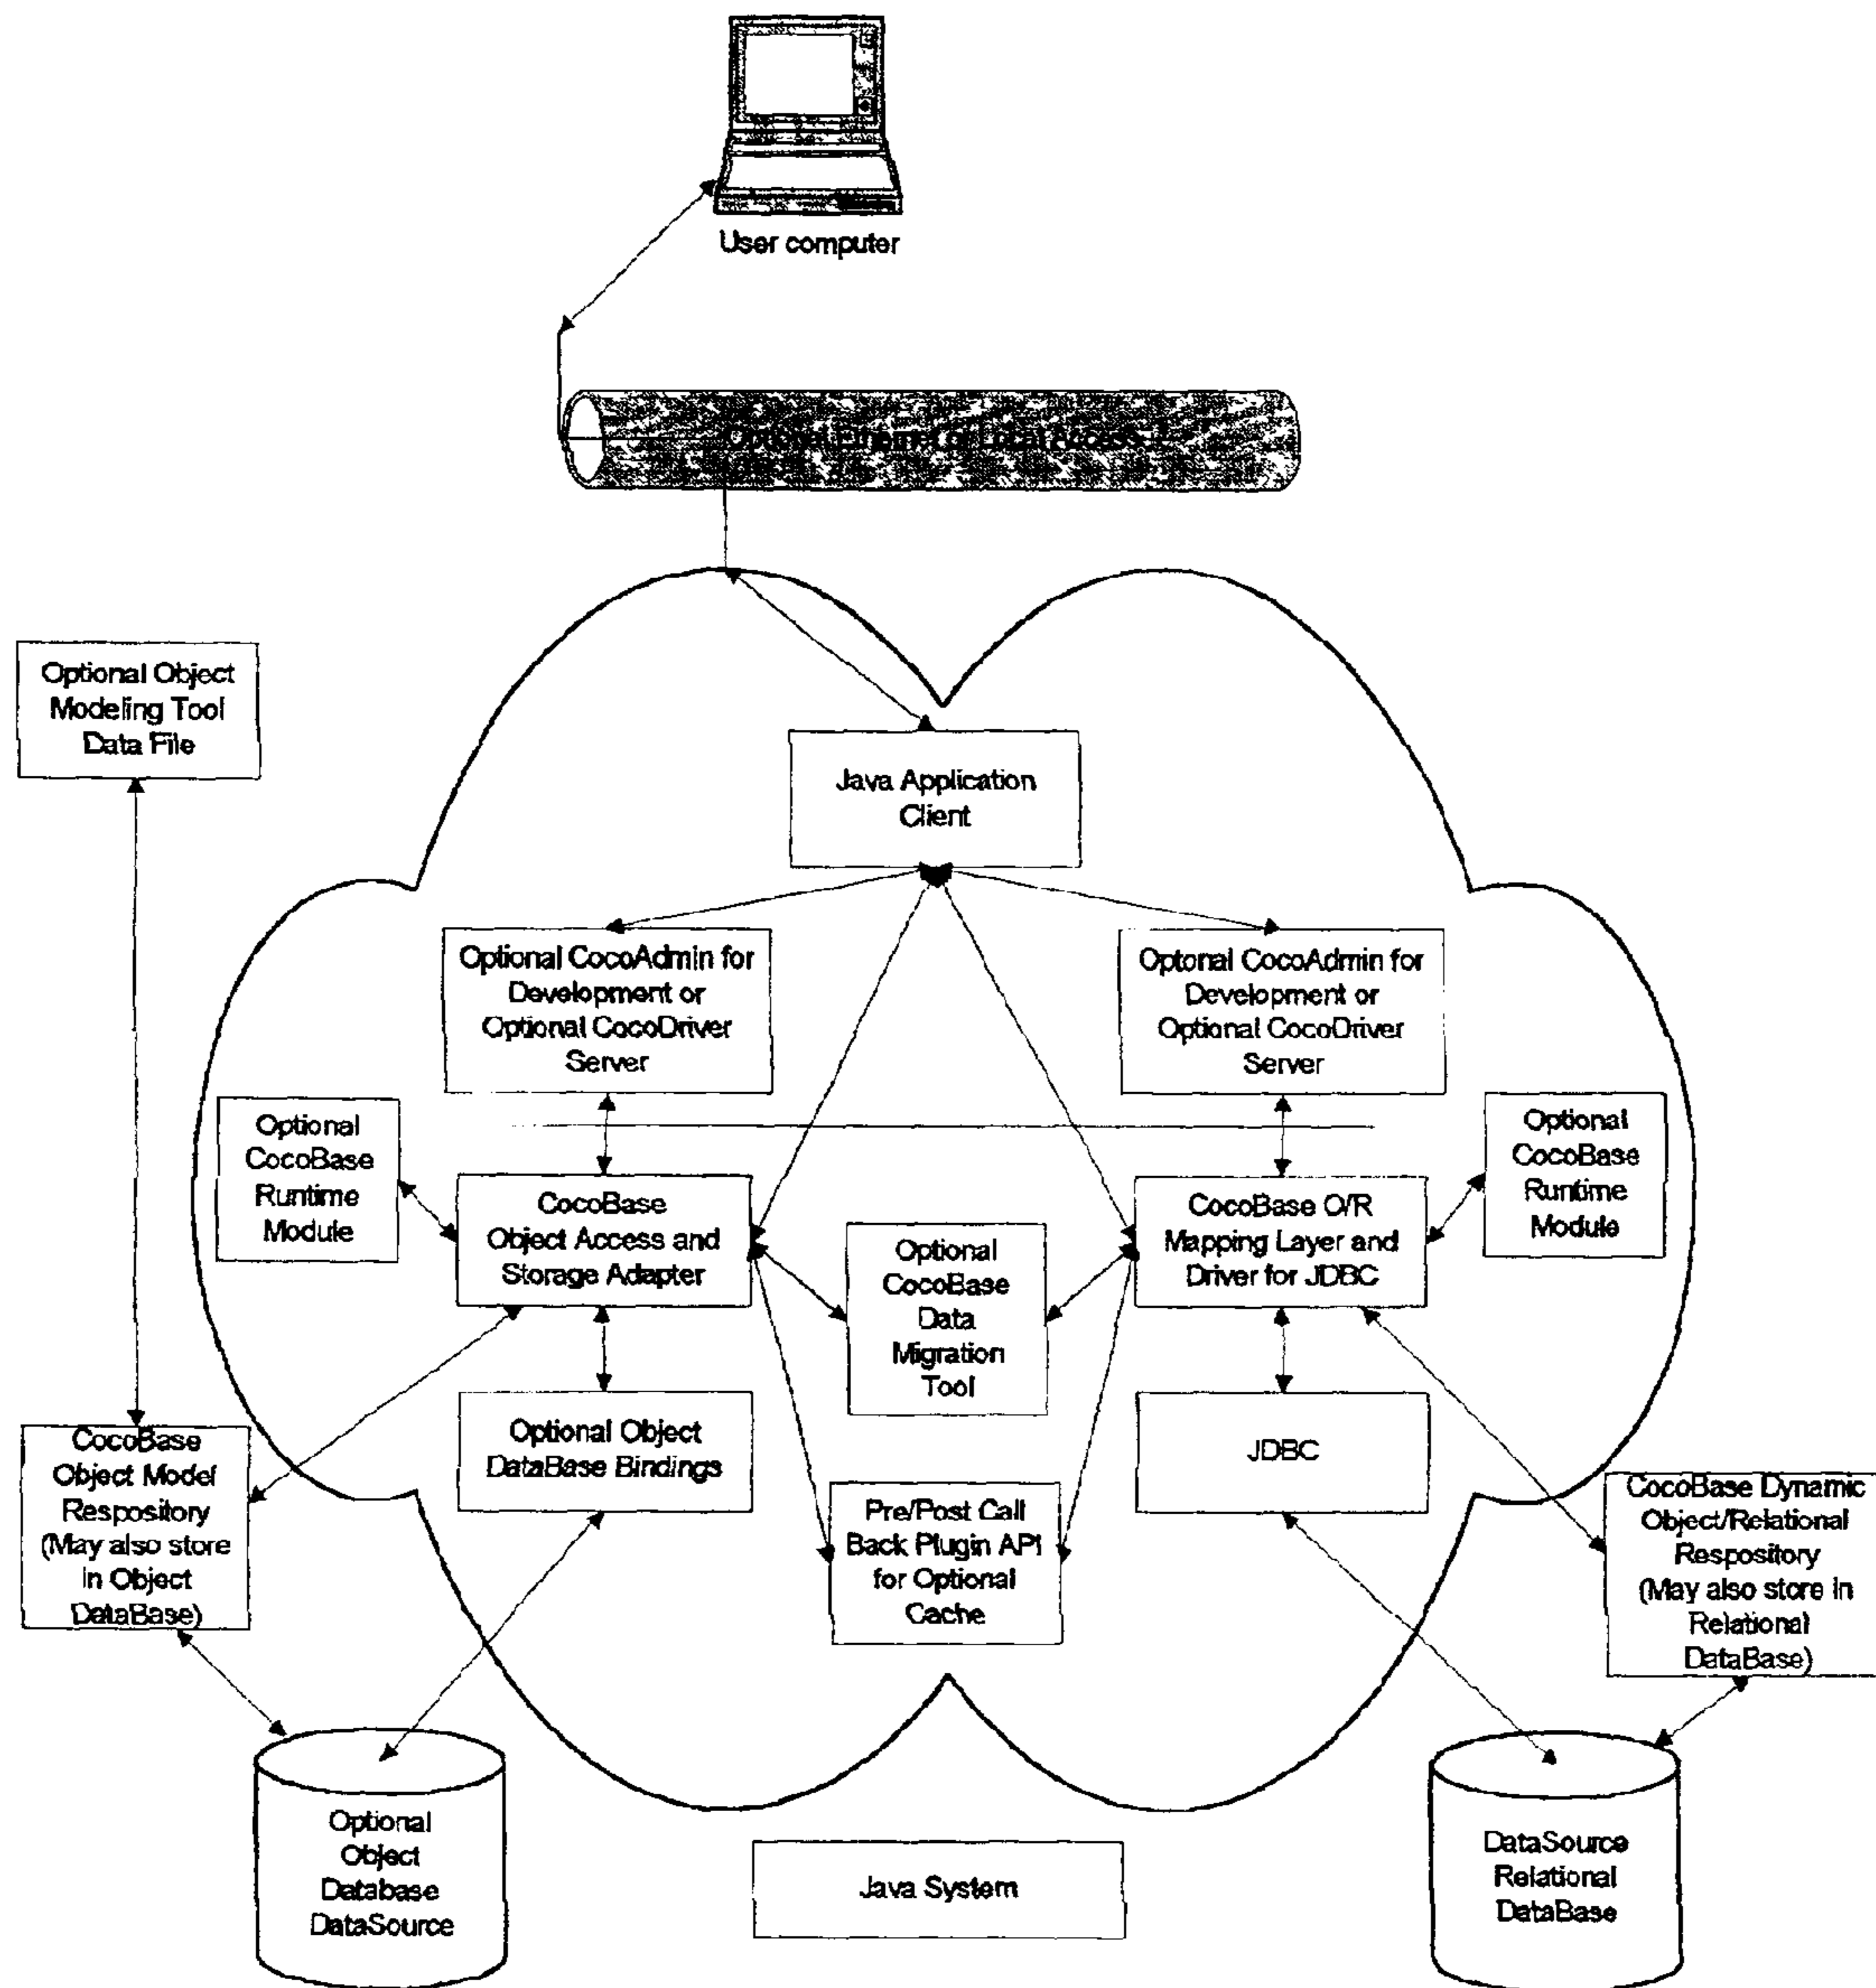 User computer
Optional Ethernet or Local Access
Optional Object
Modeling Tool
Data File
Java Application
Client
Optional CocoAdmin for
Development or
Optional CocoDriver
Server
Optonal CocoAdmin for
Development or
Optional CocoDriver
Server
Optional
CocoBase
Runtime
Module
CocoBase
Object Access and
Storage Adapter
Optional
CocoBase
Data
Migration
Tool
CocoBase O/R
Mapping Layer and
Driver for JDBC
Optional
CocoBase
Runtime
Module
CocoBase
Object Model
Respository
(May also store
in Object
DataBase)
Optional Object
DataBase Bindings
Pre/Post Call
Back Plugin API
for Optional
Cache
JDBC
CocoBase Dynamic
Object/Relational
Respository
(May also store in
Relational
DataBase)
Optional
Object
Database
DataSource
Java System
DataSource
Relational
DataBase